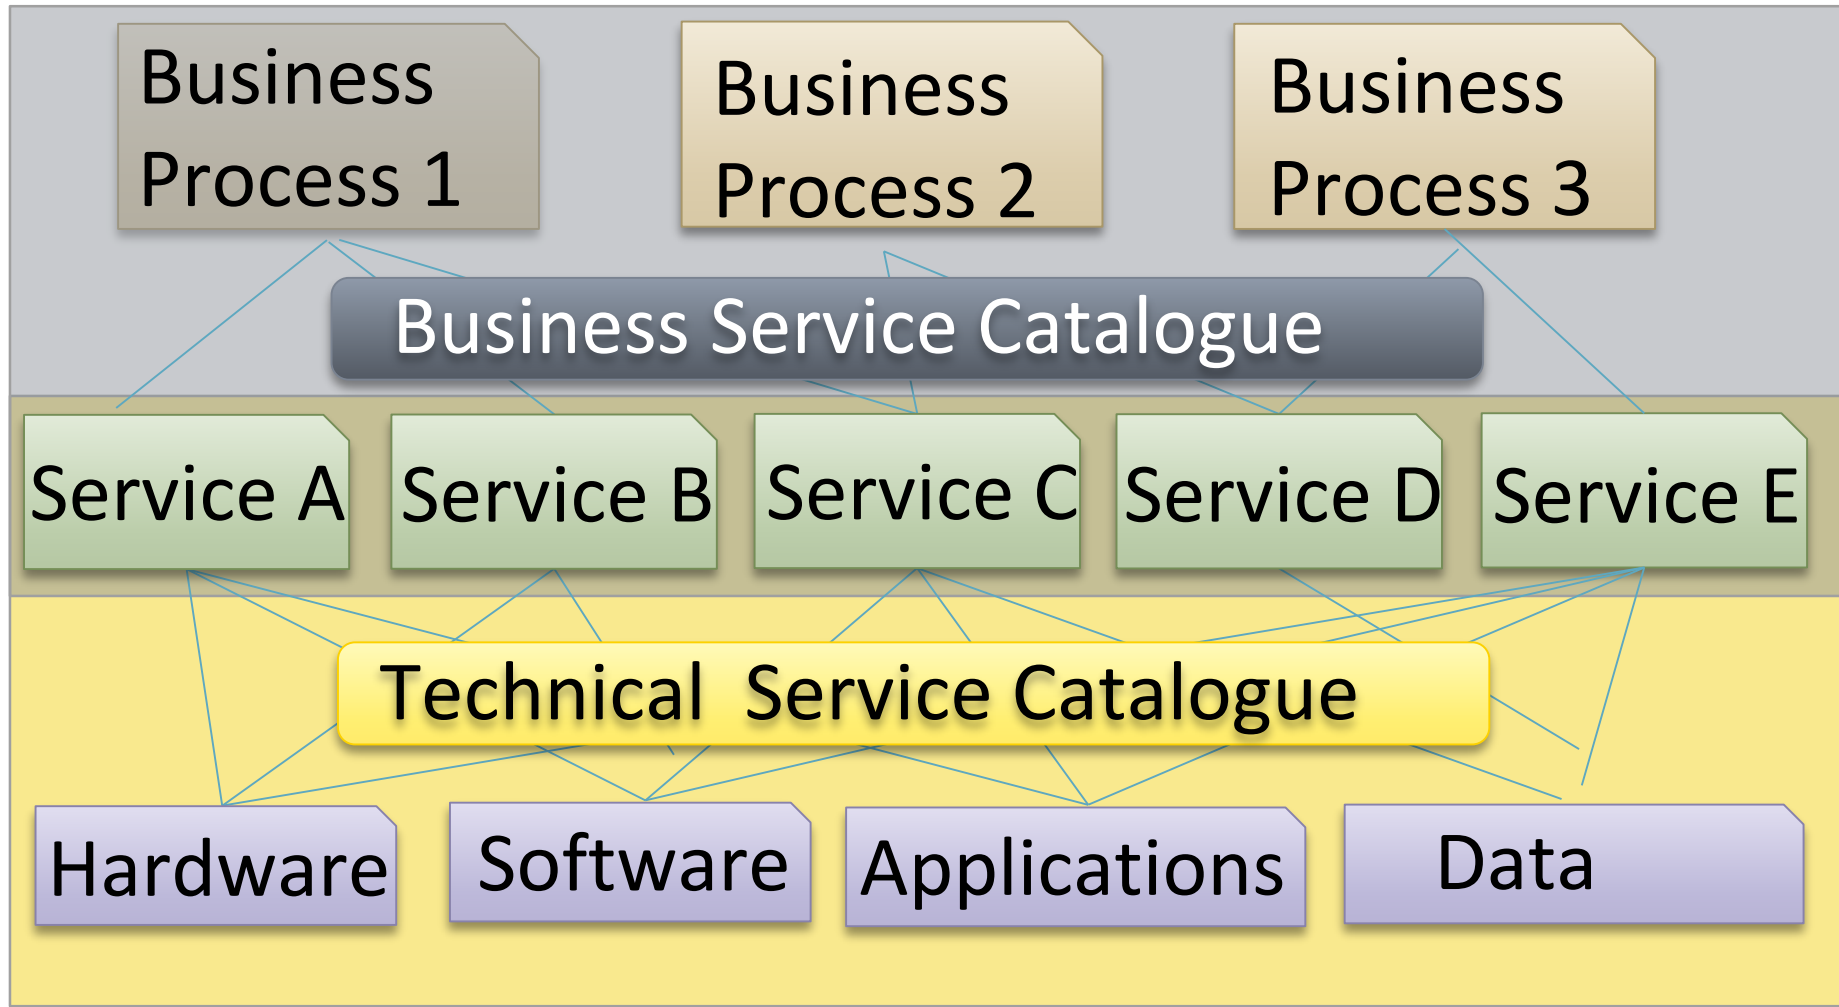 Business
Process 1
Business
Process 2
Business
Process 3
Business Service Catalogue
Service A
Service B
Service C
Service D
Service E
Technical  Service Catalogue
Hardware
Software
Applications
Data